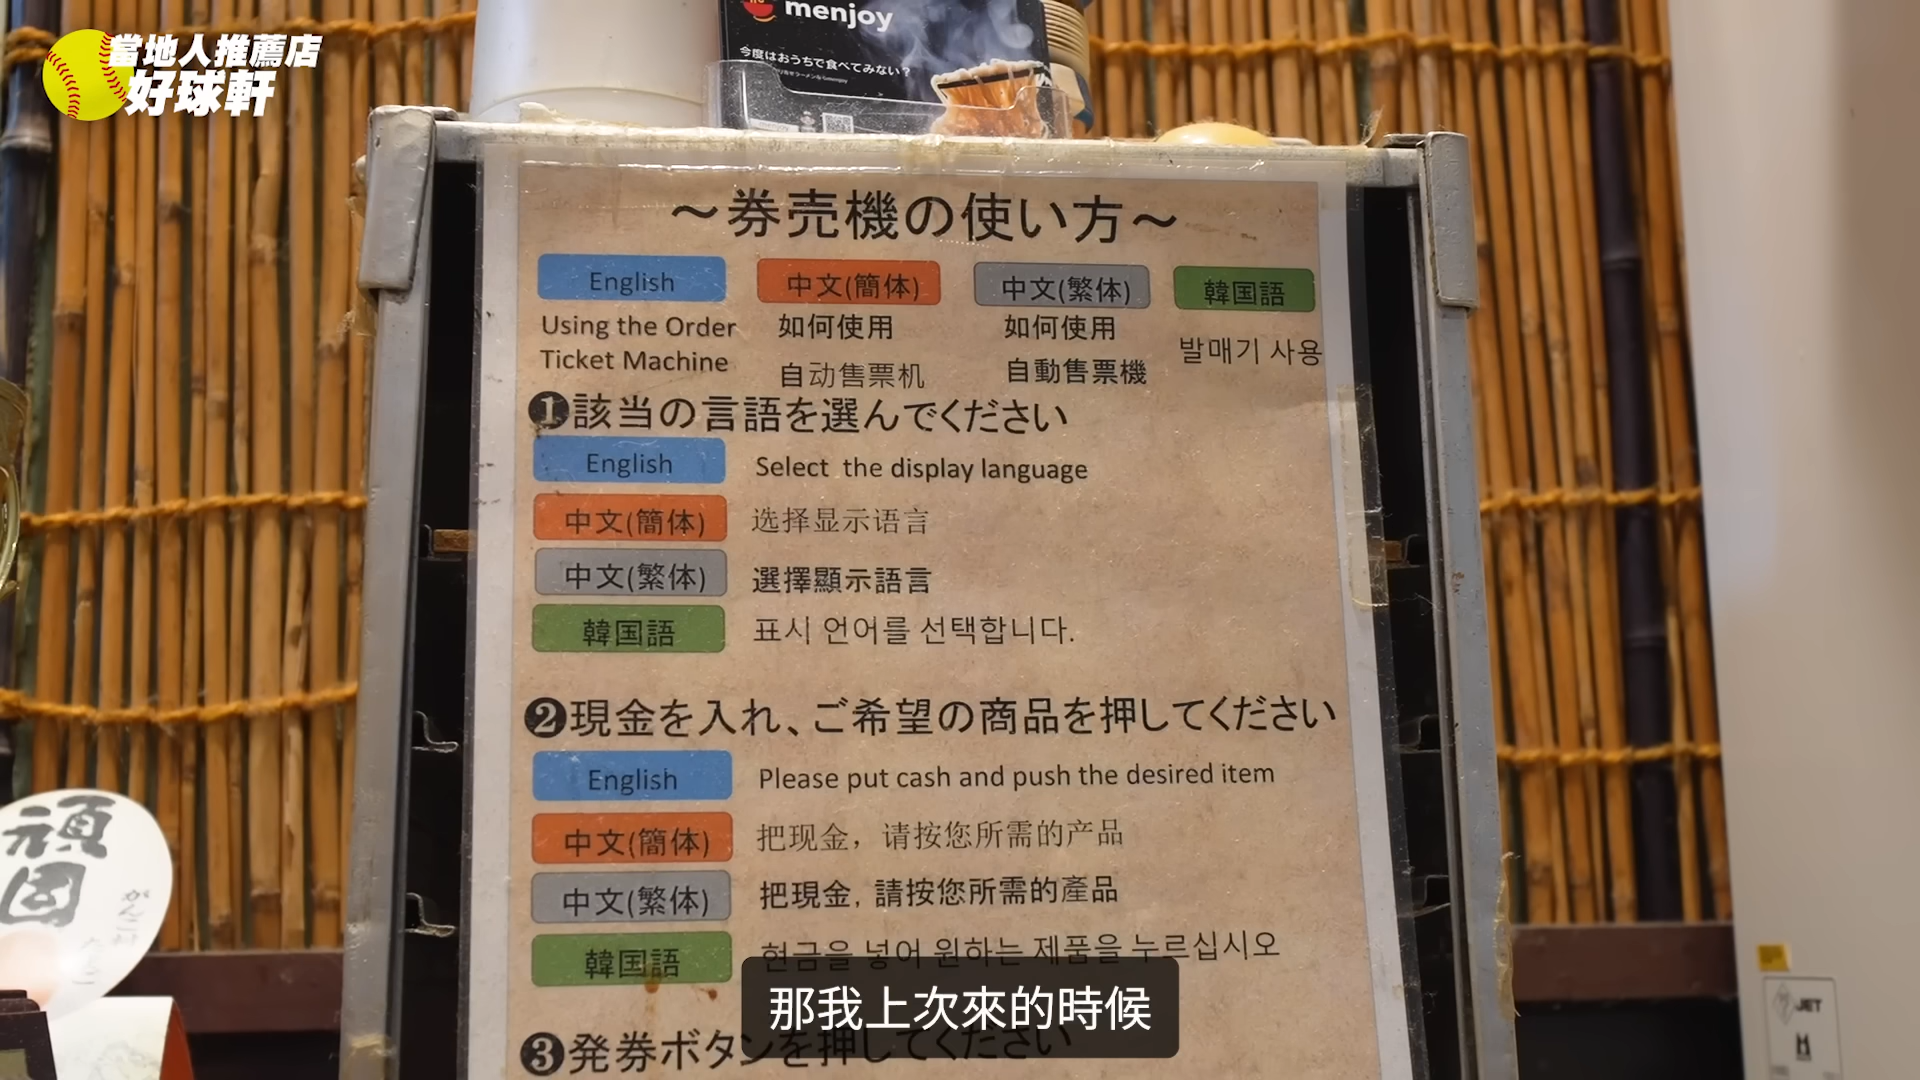 當地人推薦店
好球軒
menjoy
今度はおうちで食べてみない？
〜券売機の使い方〜
English
中文(簡体)
中文(繁体)
韓国語
Using the Order
Ticket Machine
如何使用
自动售票机
如何使用
自動售票機
발매기 사용
❶該当の言語を選んでください
English
Select the display language
中文(簡体)
选择显示语言
中文(繁体)
選擇顯示語言
韓国語
표시 언어를 선택합니다.
❷現金を入れ、ご希望の商品を押してください
English
Please put cash and push the desired item
中文(簡体)
把现金，请按您所需的产品
中文(繁体)
把現金, 請按您所需的產品
韓国語
현금을 넣어 원하는 제품을 누르십시오
❸発券ボタンを押してください
那我上次來的時候
頑固
JET